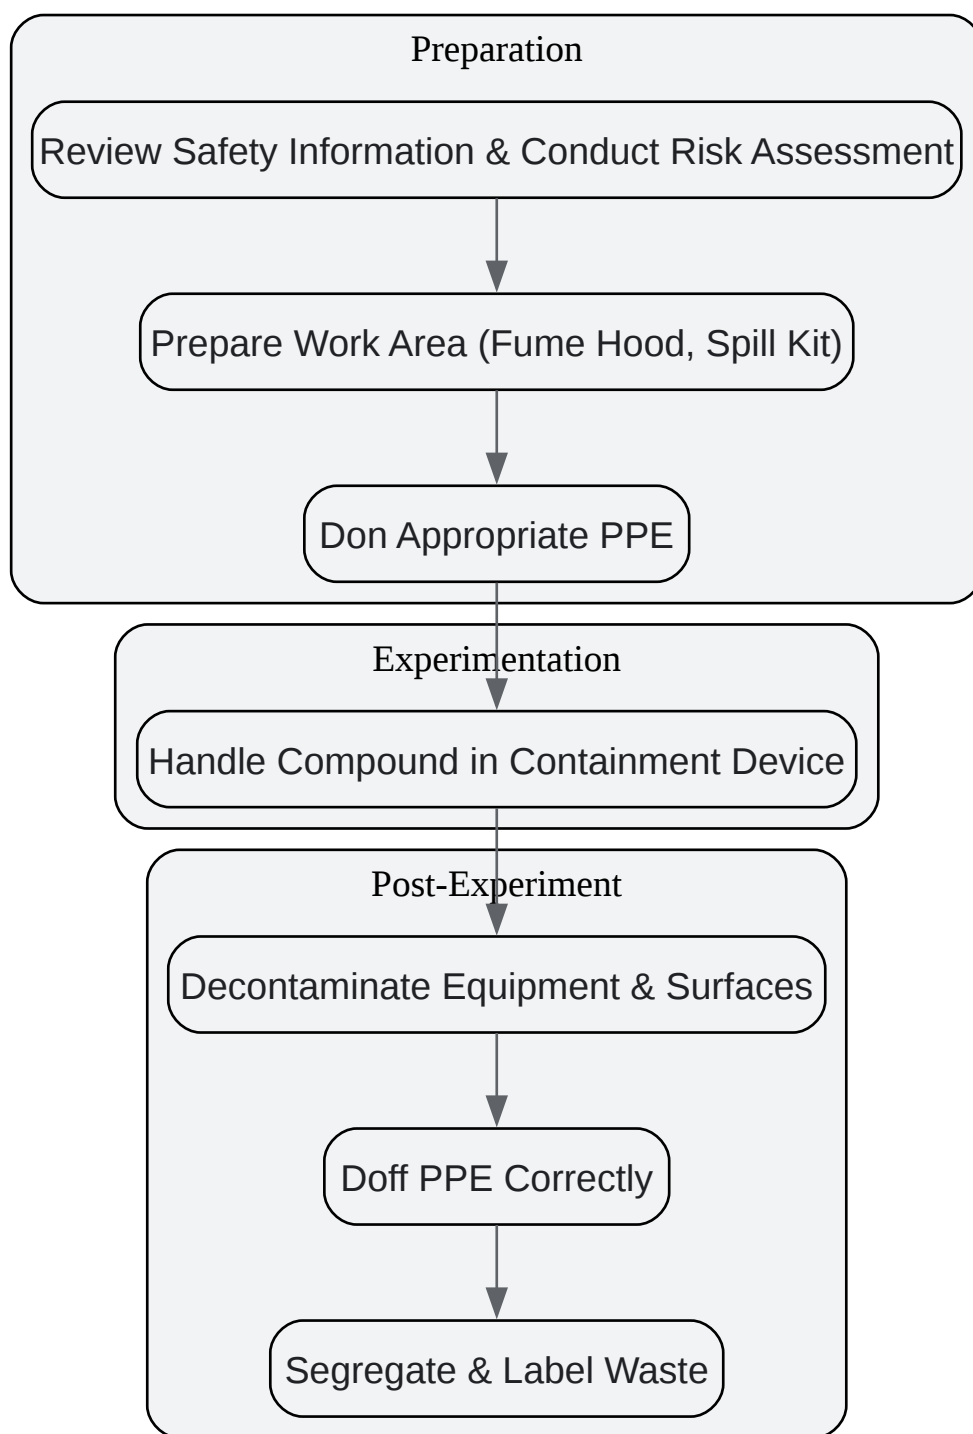 Preparation
Review Safety Information & Conduct Risk Assessment
Prepare Work Area (Fume Hood, Spill Kit)
Don Appropriate PPE
Experimentation
Handle Compound in Containment Device
Post-Experiment
Decontaminate Equipment & Surfaces
Doff PPE Correctly
Segregate & Label Waste